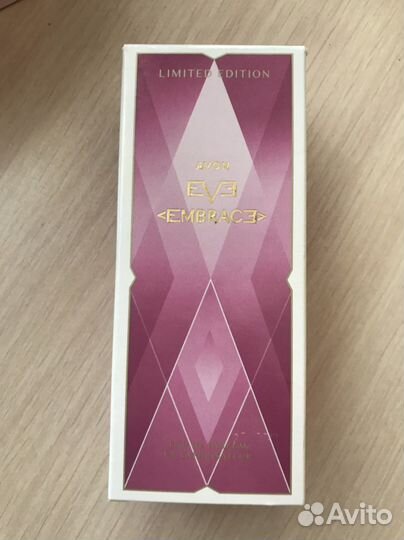 LIMITED EDITION
AVON
EVE
<EMBRACE>
Avito